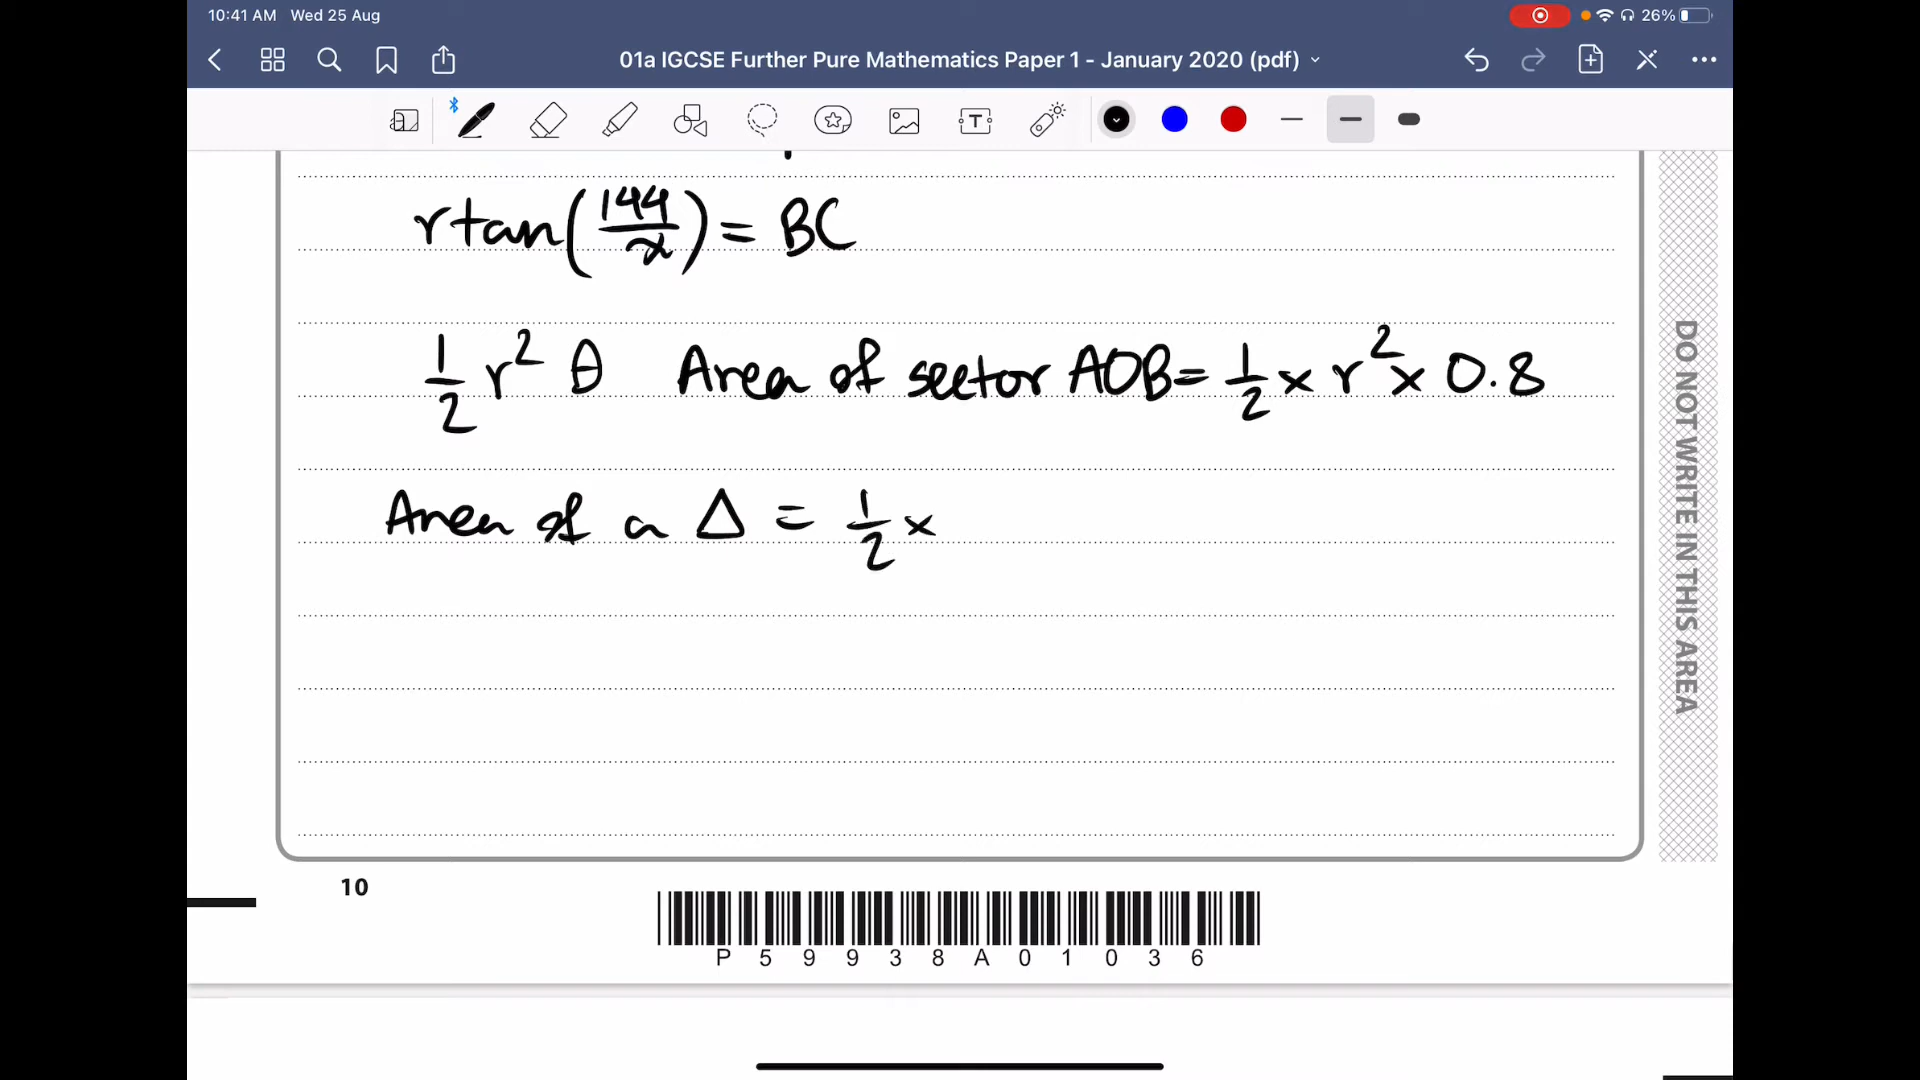 10:41 AM Wed 25 Aug
26%
01a IGCSE Further Pure Mathematics Paper 1 - January 2020 (pdf)
rtan(144/x) = BC
1/2 r² θ Area of sector AOB = 1/2 × r² × 0.8
Area of a Δ = 1/2 ×
DO NOT WRITE IN THIS AREA
10
P 5 9 9 3 8 A 0 1 0 3 6